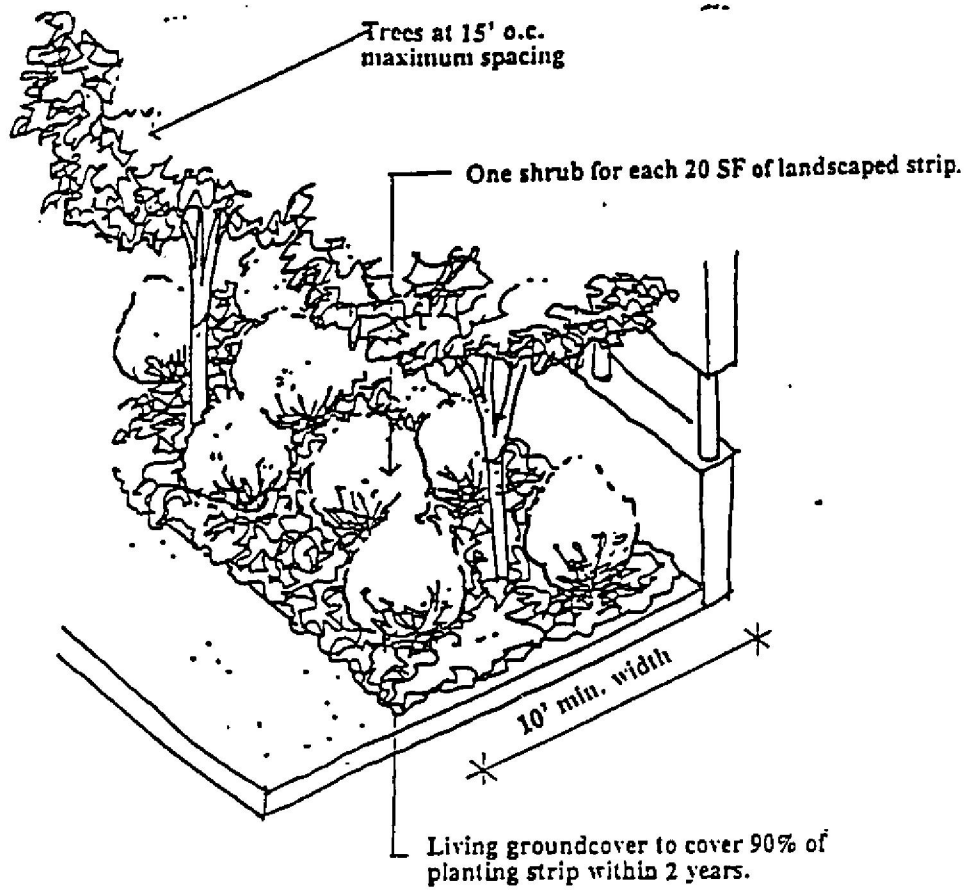 Trees at 15' o.c.
maximum spacing
One shrub for each 20 SF of landscaped strip.
10' min. width
Living groundcover to cover 90% of
planting strip within 2 years.